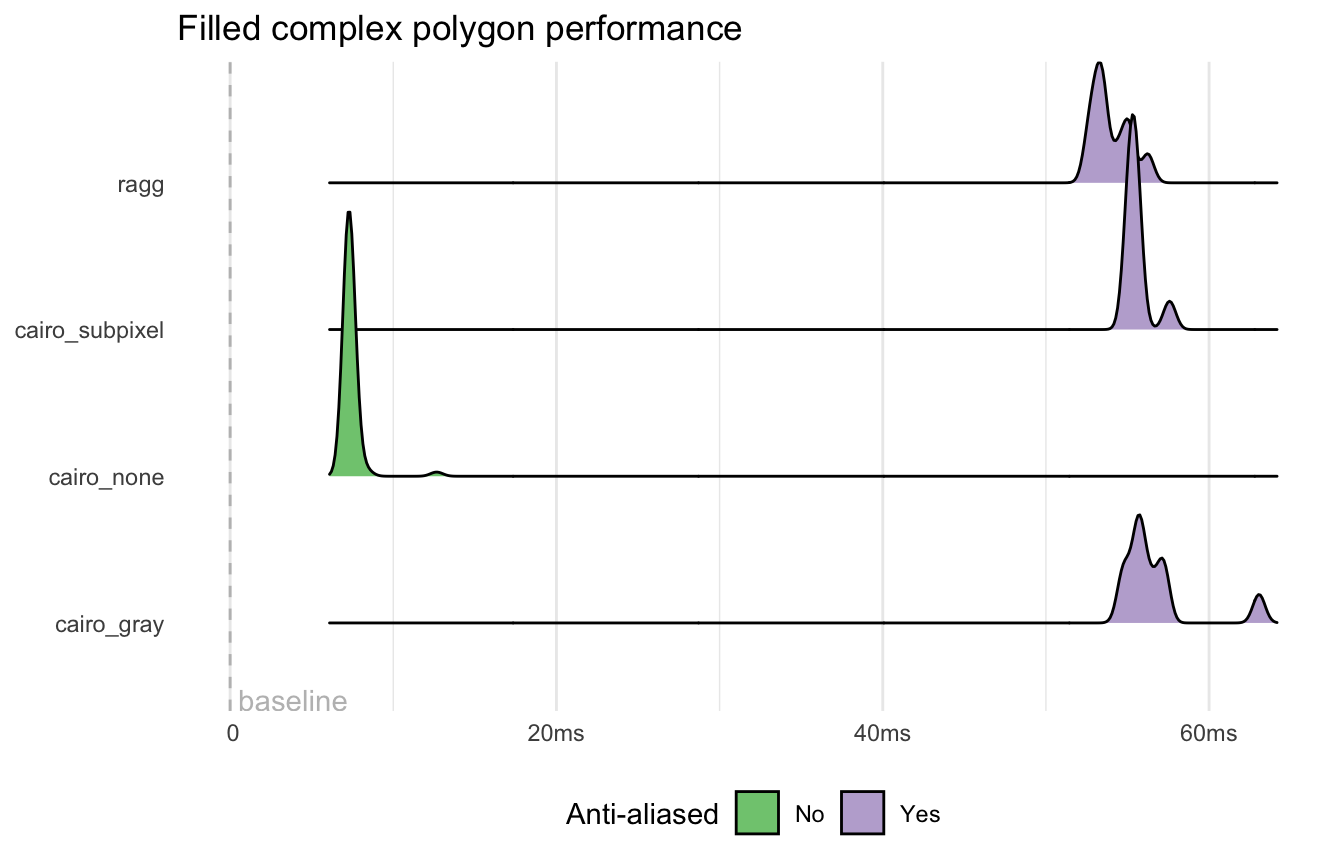 Filled complex polygon performance
ragg
cairo_subpixel
cairo_none
cairo_gray
baseline
0 20ms 40ms 60ms
Anti-aliased No Yes